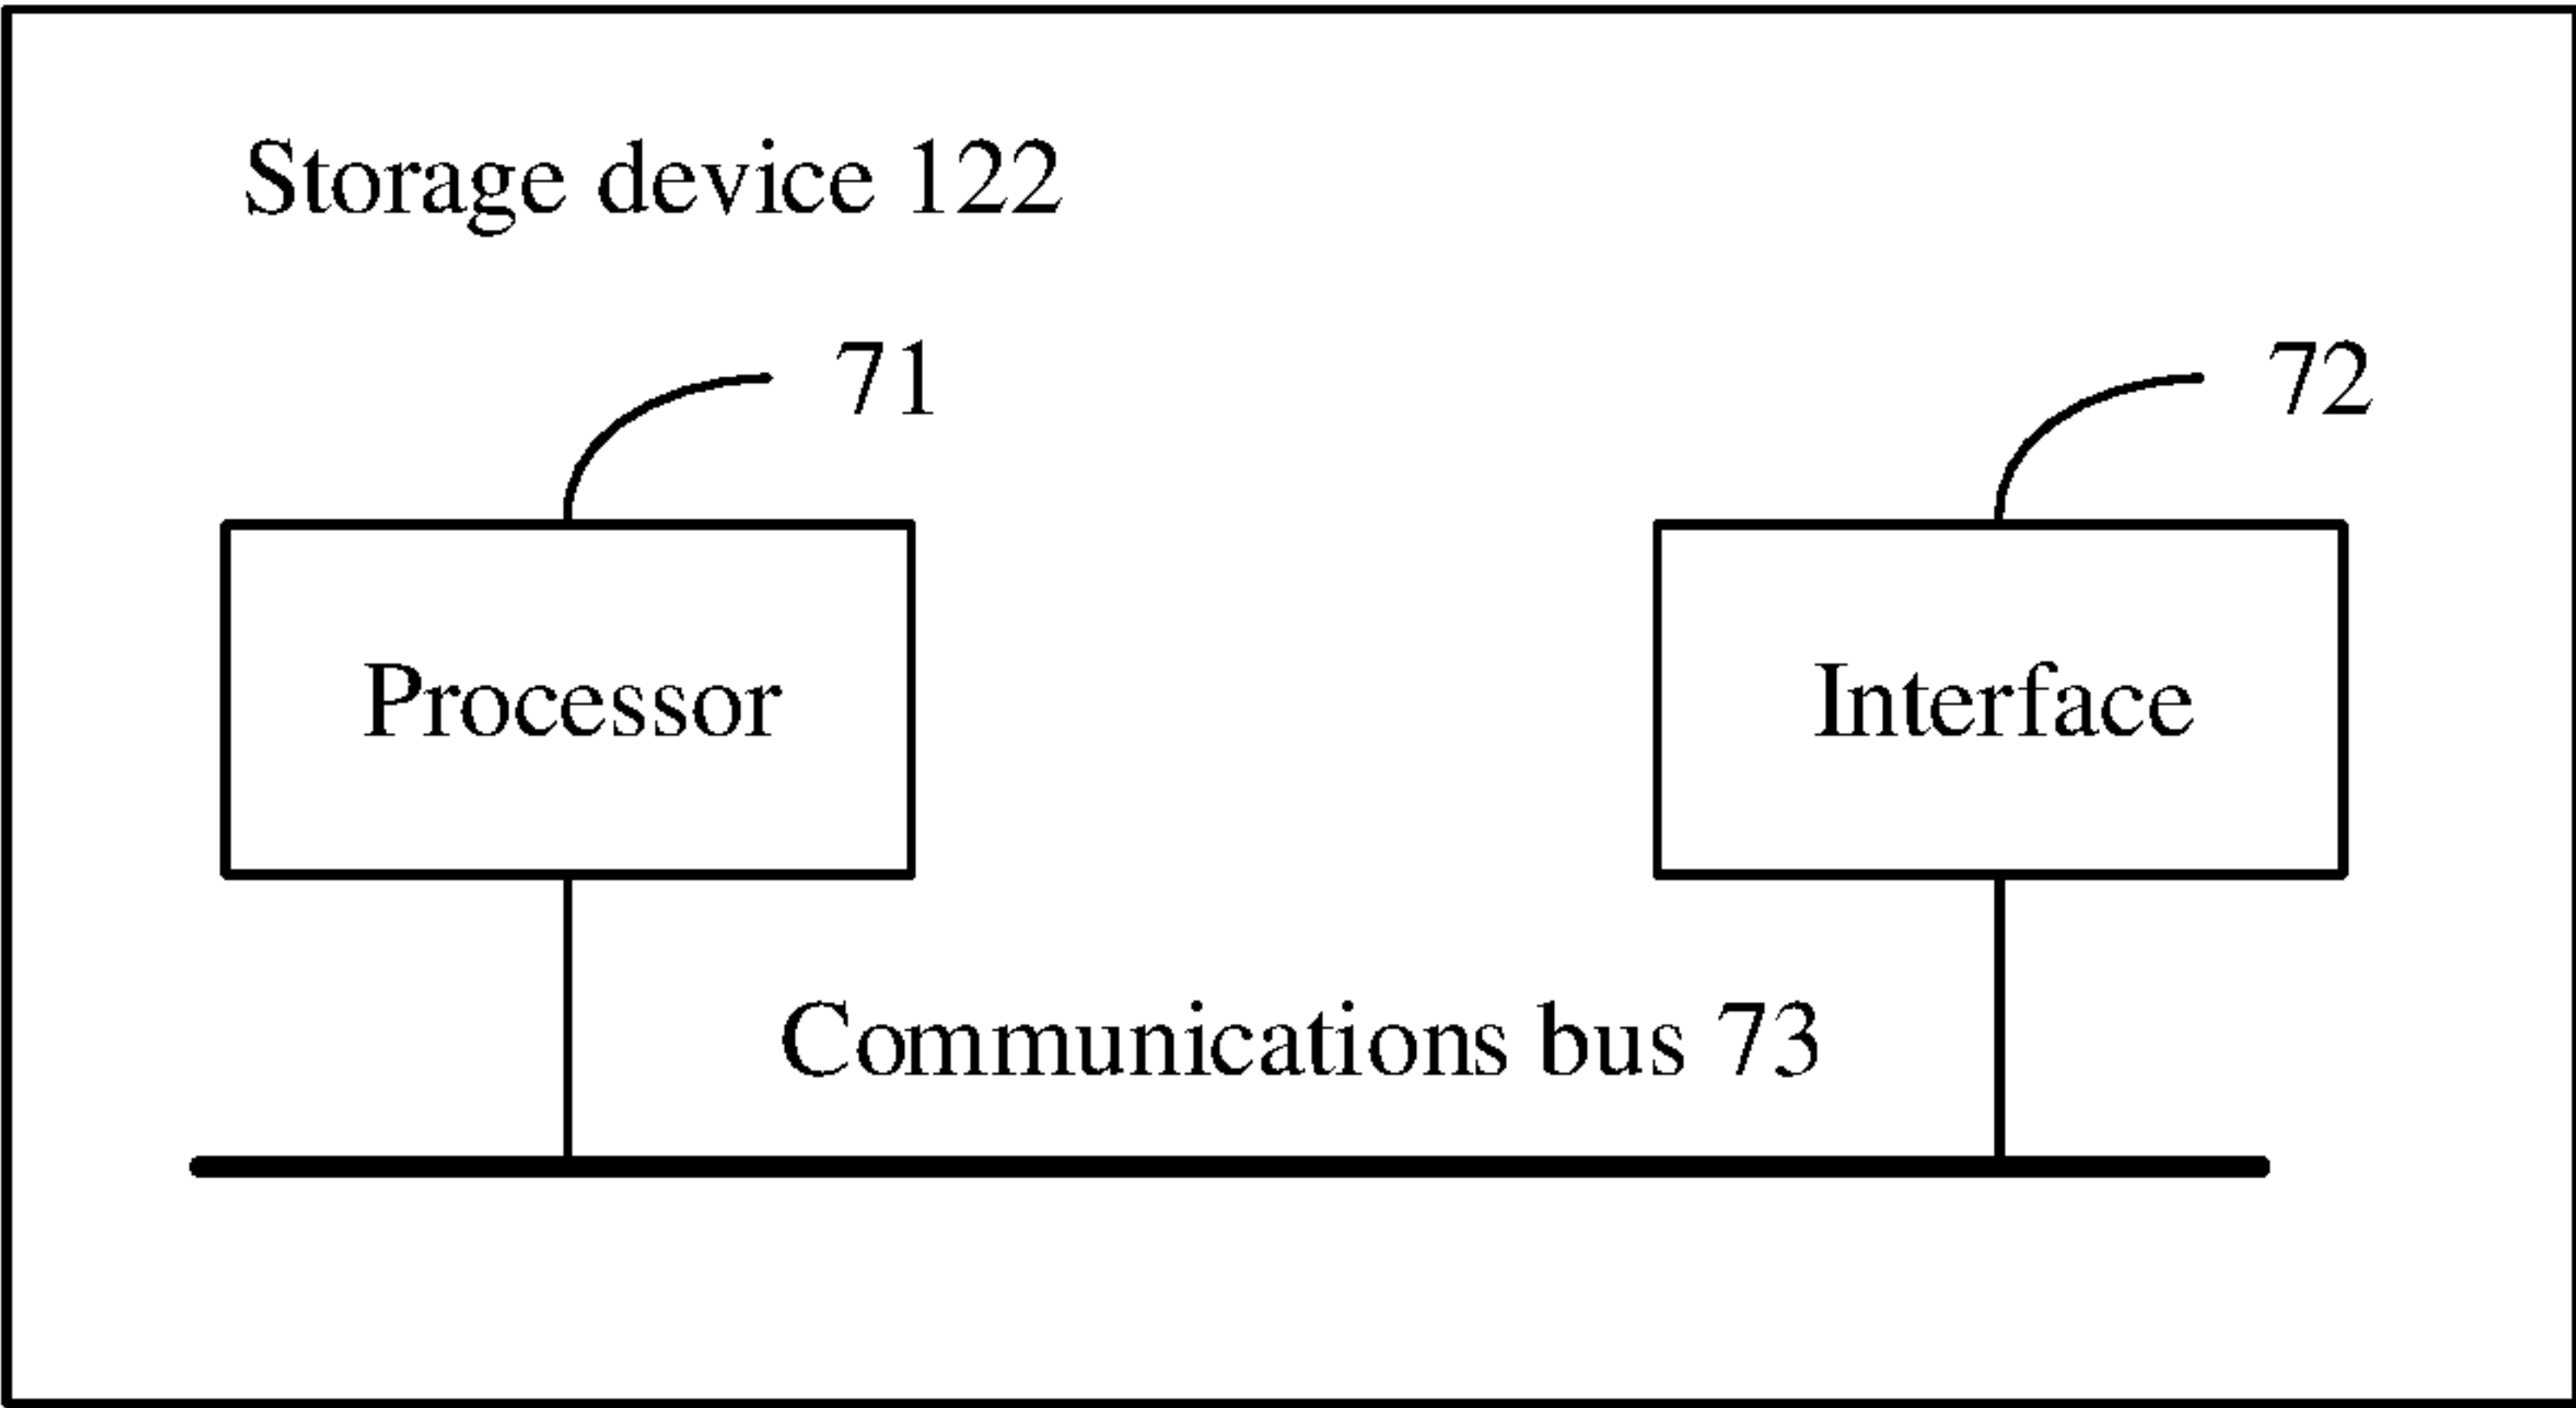 Storage device 122
71
72
Processor
Interface
Communications bus 73